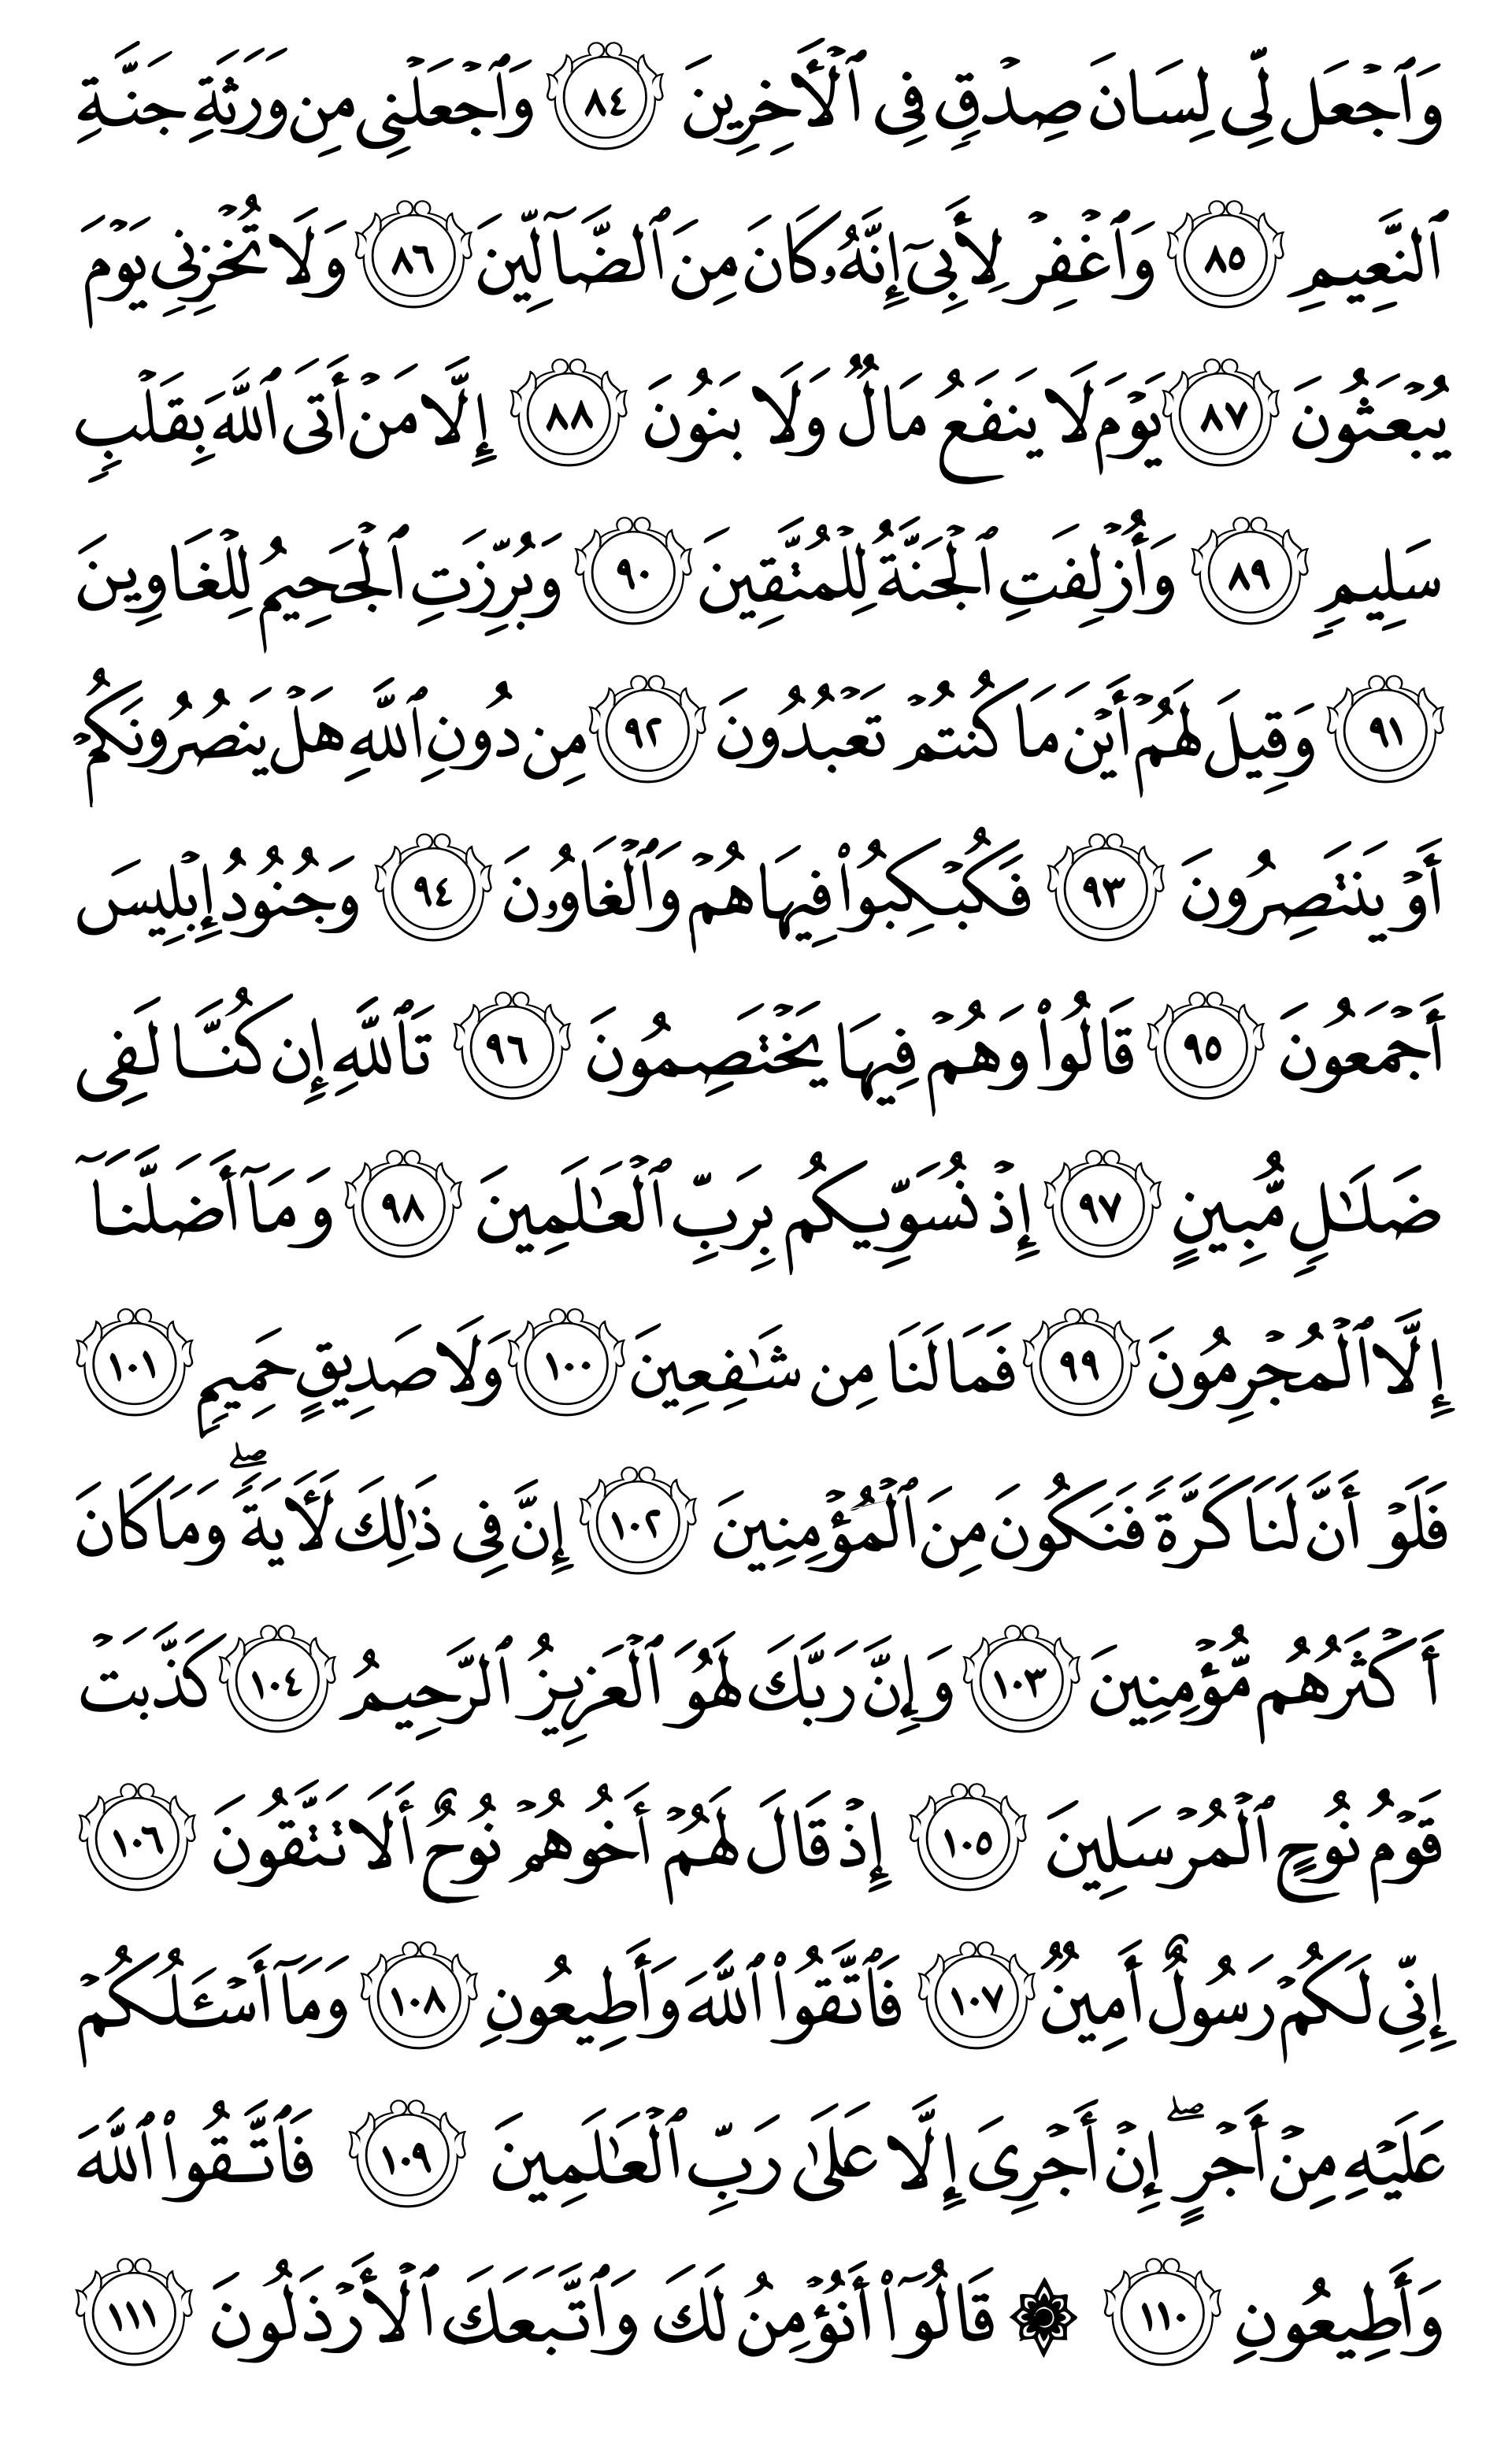 وَٱجۡعَل لِّي لِسَانَ صِدۡقٖ فِي ٱلۡأٓخِرِينَ ٨٤ وَٱجۡعَلۡنِي مِن وَرَثَةِ جَنَّةِ
ٱلنَّعِيمِ ٨٥ وَٱغۡفِرۡ لِأَبِيٓ إِنَّهُۥ كَانَ مِنَ ٱلضَّآلِّينَ ٨٦ وَلَا تُخۡزِنِي يَوۡمَ
يُبۡعَثُونَ ٨٧ يَوۡمَ لَا يَنفَعُ مَالٞ وَلَا بَنُونَ ٨٨ إِلَّا مَنۡ أَتَى ٱللَّهَ بِقَلۡبٖ
سَلِيمٖ ٨٩ وَأُزۡلِفَتِ ٱلۡجَنَّةُ لِلۡمُتَّقِينَ ٩٠ وَبُرِّزَتِ ٱلۡجَحِيمُ لِلۡغَاوِينَ
٩١ وَقِيلَ لَهُمۡ أَيۡنَ مَا كُنتُمۡ تَعۡبُدُونَ ٩٢ مِن دُونِ ٱللَّهِ هَلۡ يَنصُرُونَكُمۡ
أَوۡ يَنتَصِرُونَ ٩٣ فَكُبۡكِبُواْ فِيهَا هُمۡ وَٱلۡغَاوُۥنَ ٩٤ وَجُنُودُ إِبۡلِيسَ
أَجۡمَعُونَ ٩٥ قَالُواْ وَهُمۡ فِيهَا يَخۡتَصِمُونَ ٩٦ تَٱللَّهِ إِن كُنَّا لَفِي
ضَلَٰلٖ مُّبِينٍ ٩٧ إِذۡ نُسَوِّيكُم بِرَبِّ ٱلۡعَٰلَمِينَ ٩٨ وَمَآ أَضَلَّنَآ
إِلَّا ٱلۡمُجۡرِمُونَ ٩٩ فَمَا لَنَا مِن شَٰفِعِينَ ١٠٠ وَلَا صَدِيقٍ حَمِيمٖ ١٠١
فَلَوۡ أَنَّ لَنَا كَرَّةٗ فَنَكُونَ مِنَ ٱلۡمُؤۡمِنِينَ ١٠٢ إِنَّ فِي ذَٰلِكَ لَأٓيَةٗۖ وَمَا كَانَ
أَكۡثَرُهُم مُّؤۡمِنِينَ ١٠٣ وَإِنَّ رَبَّكَ لَهُوَ ٱلۡعَزِيزُ ٱلرَّحِيمُ ١٠٤ كَذَّبَتۡ
قَوۡمُ نُوحٍ ٱلۡمُرۡسَلِينَ ١٠٥ إِذۡ قَالَ لَهُمۡ أَخُوهُمۡ نُوحٌ أَلَا تَتَّقُونَ ١٠٦
إِنِّي لَكُمۡ رَسُولٌ أَمِينٞ ١٠٧ فَٱتَّقُواْ ٱللَّهَ وَأَطِيعُونِ ١٠٨ وَمَآ أَسۡـَٔلُكُمۡ
عَلَيۡهِ مِنۡ أَجۡرٍۖ إِنۡ أَجۡرِيَ إِلَّا عَلَىٰ رَبِّ ٱلۡعَٰلَمِينَ ١٠٩ فَٱتَّقُواْ ٱللَّهَ
وَأَطِيعُونِ ١١٠ ۞ قَالُوٓاْ أَنُؤۡمِنُ لَكَ وَٱتَّبَعَكَ ٱلۡأَرۡذَلُونَ ١١١